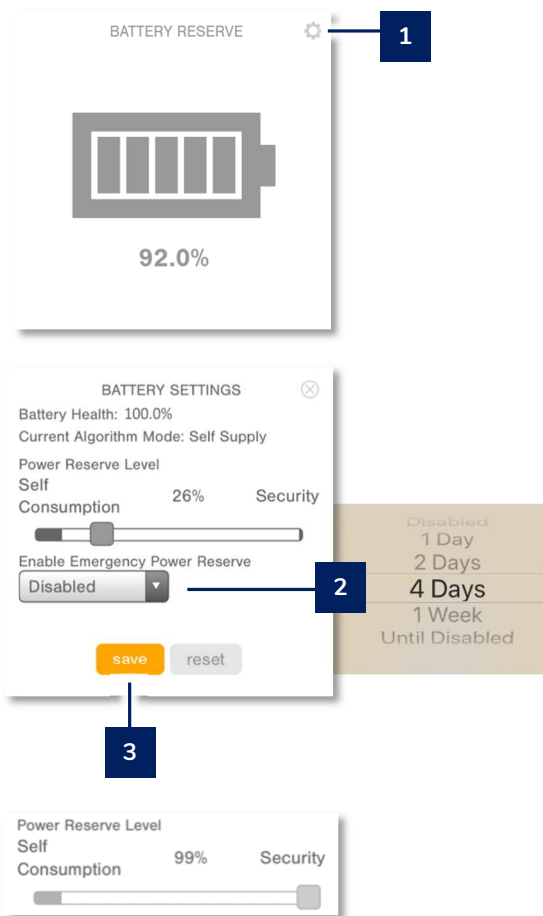 BATTERY RESERVE
1
92.0%
BATTERY SETTINGS
Battery Health: 100.0%
Current Algorithm Mode: Self Supply
Power Reserve Level
Self
Consumption 26% Security
Enable Emergency Power Reserve
Disabled
2
Disabled
1 Day
2 Days
4 Days
1 Week
Until Disabled
save reset
3
Power Reserve Level
Self
Consumption 99% Security